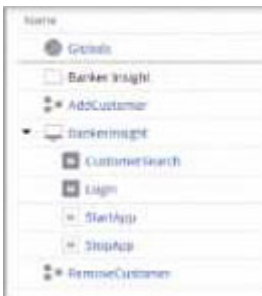 Name
Globals
Banker Insight
AddCustomer
BankerInsight
CustomerSearch
Login
StartApp
StopApp
RemoveCustomer